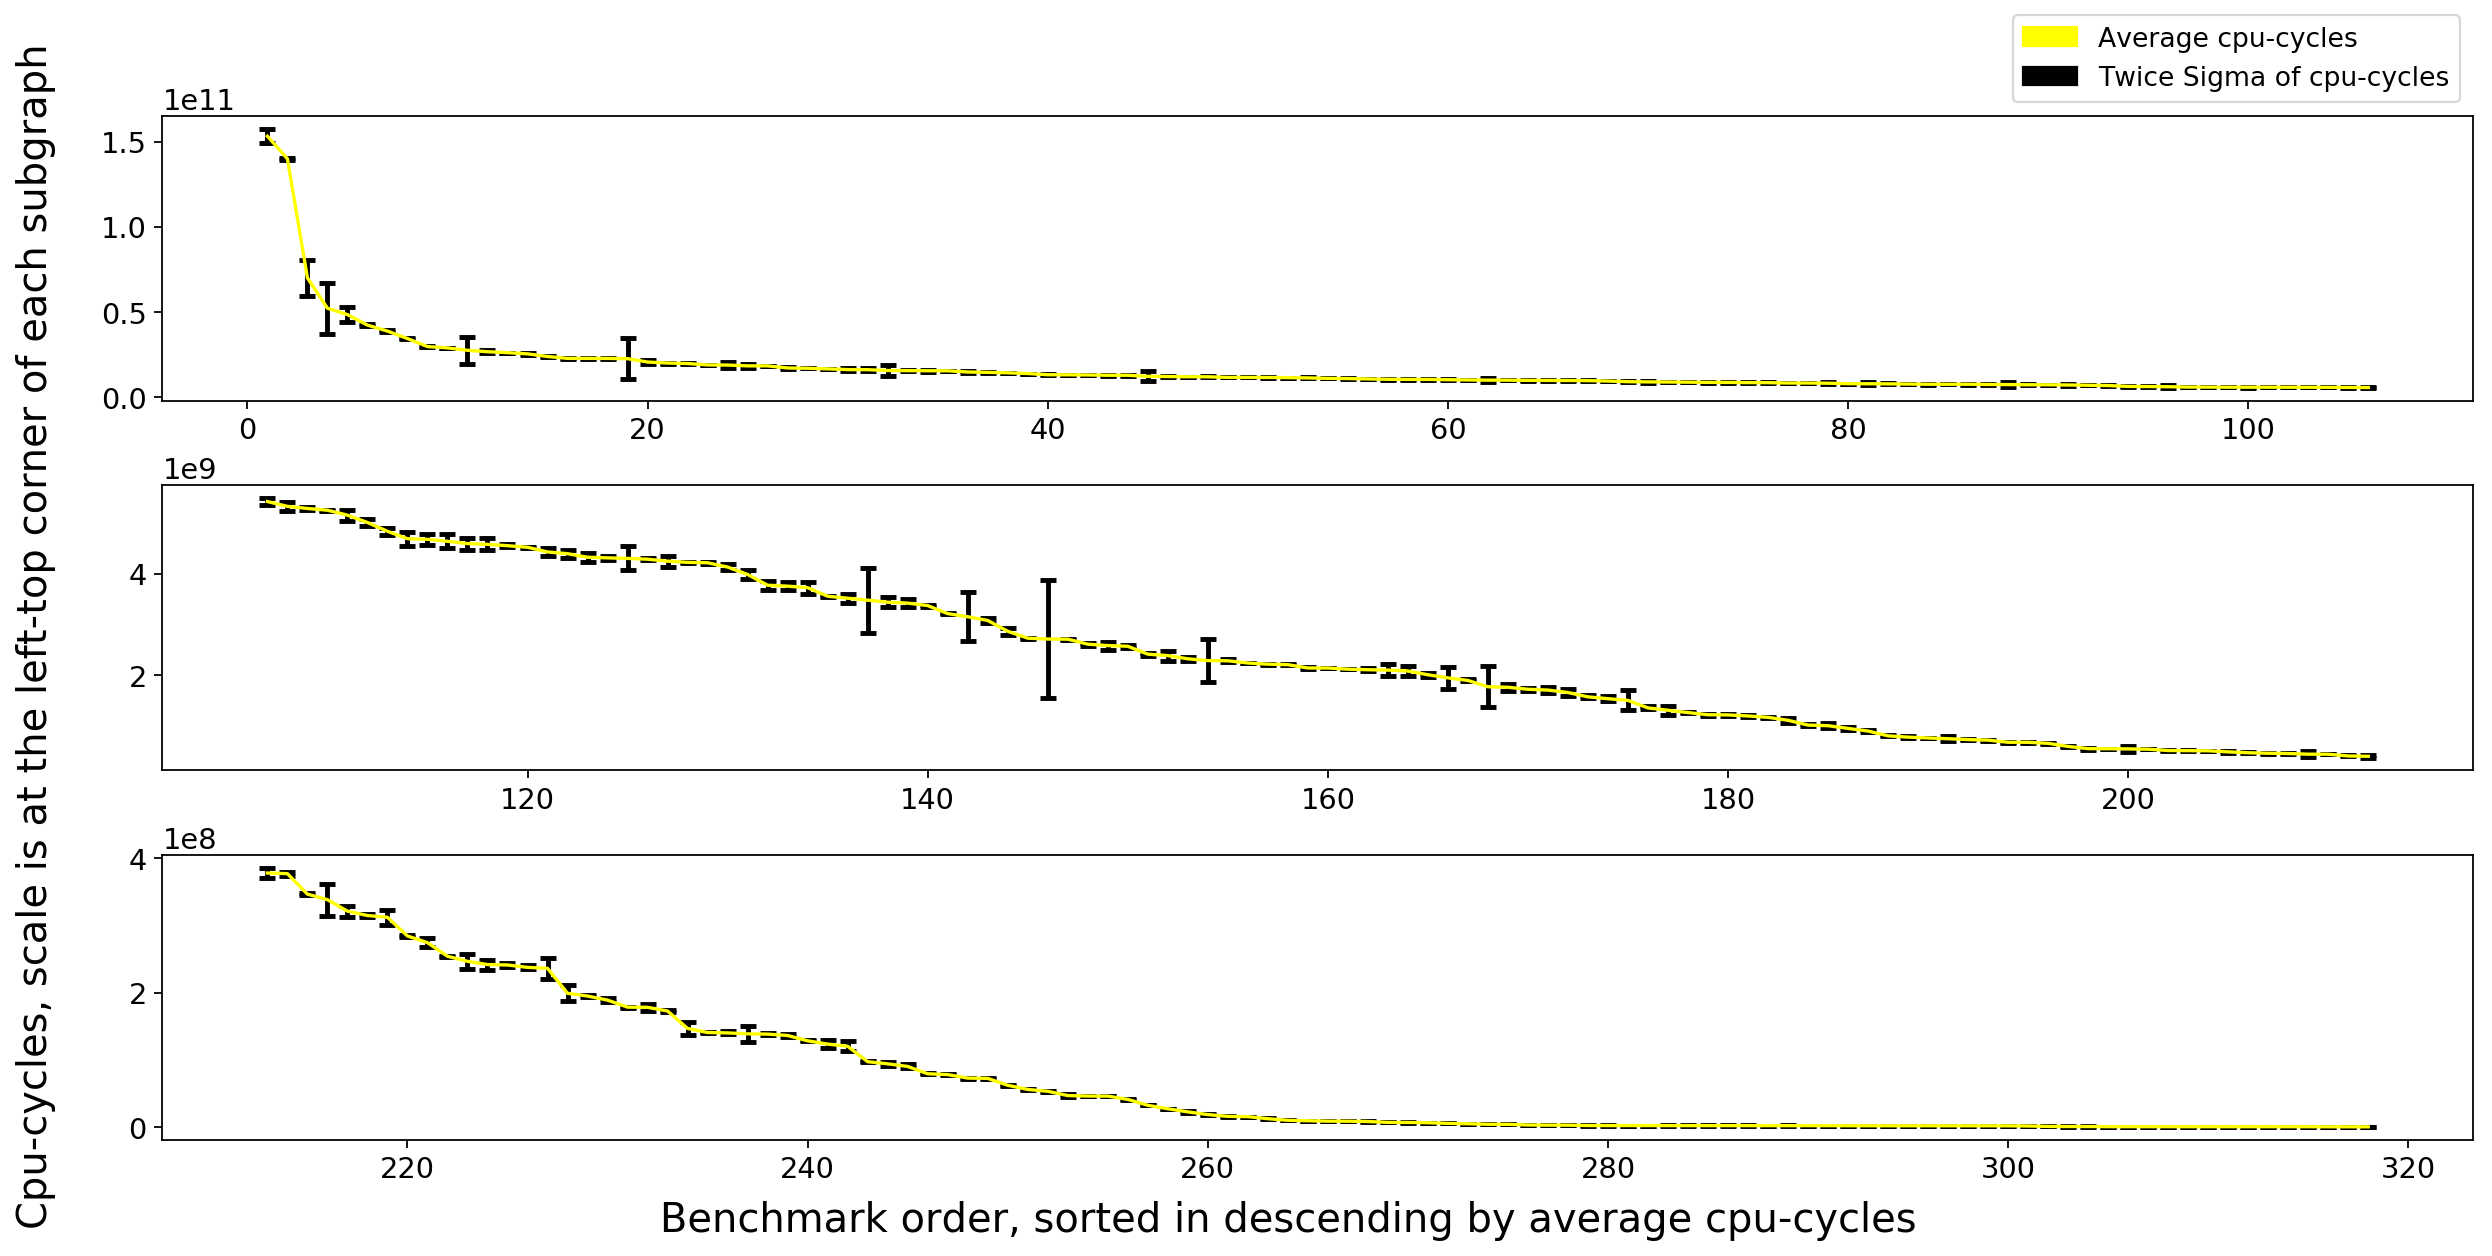 Average cpu-cycles
Twice Sigma of cpu-cycles
Cpu-cycles, scale is at the left-top corner of each subgraph
1e11
1.5
1.0
0.5
0.0
0 20 40 60 80 100
1e9
4
2
120 140 160 180 200
1e8
4
2
0
220 240 260 280 300 320
Benchmark order, sorted in descending by average cpu-cycles